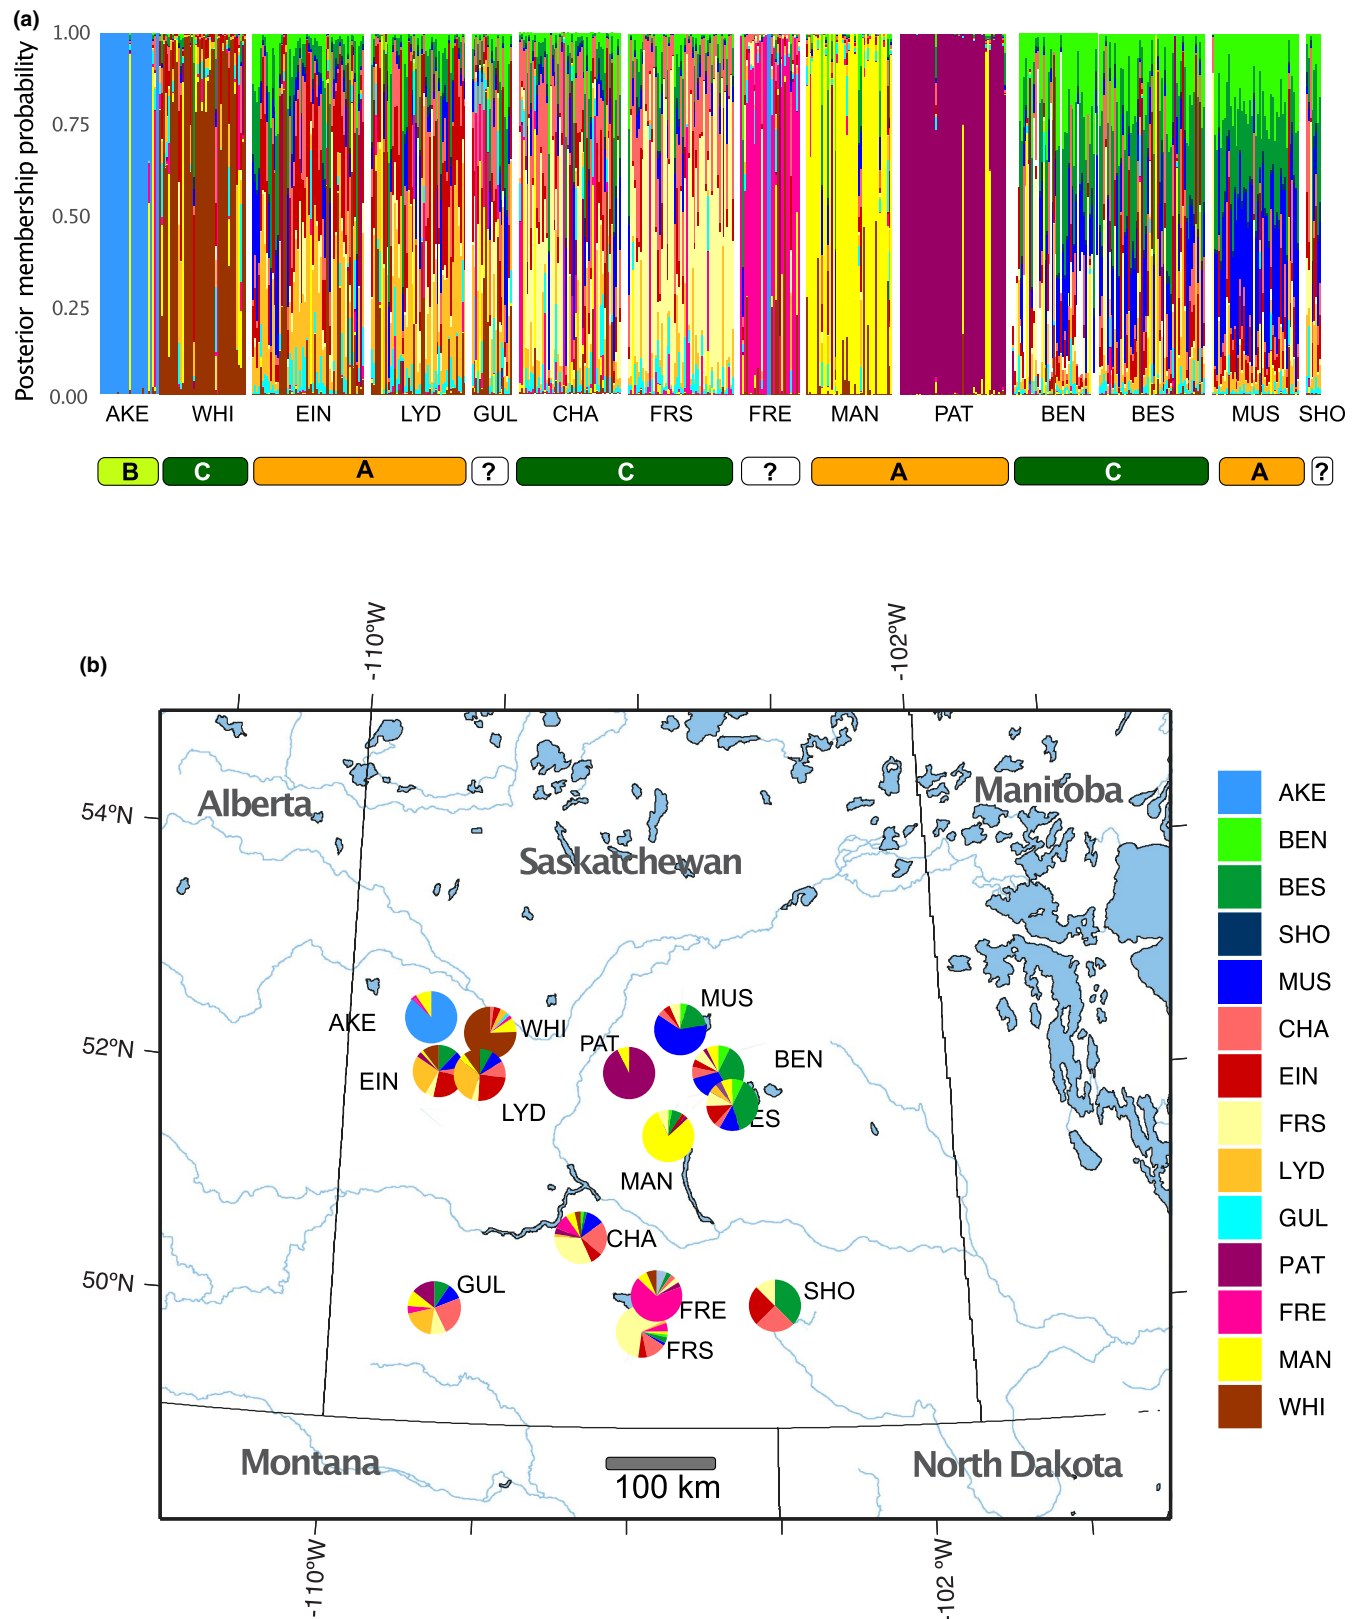 (a)
Posterior membership probability
1.00
0.75
0.50
0.25
0.00
AKE WHI EIN LYD GUL CHA FRS FRE MAN PAT BEN BES MUS SHO
B C A ? C ? A C A ?
(b)
-110°W -102°W
54°N
52°N
50°N
Alberta
Manitoba
Saskatchewan
MUS
AKE
WHI
PAT
BEN
EIN
LYD
ES
MAN
CHA
GUL
SHO
FRE
FRS
Montana
North Dakota
100 km
-110°W -102 °W
AKE
BEN
BES
SHO
MUS
CHA
EIN
FRS
LYD
GUL
PAT
FRE
MAN
WHI